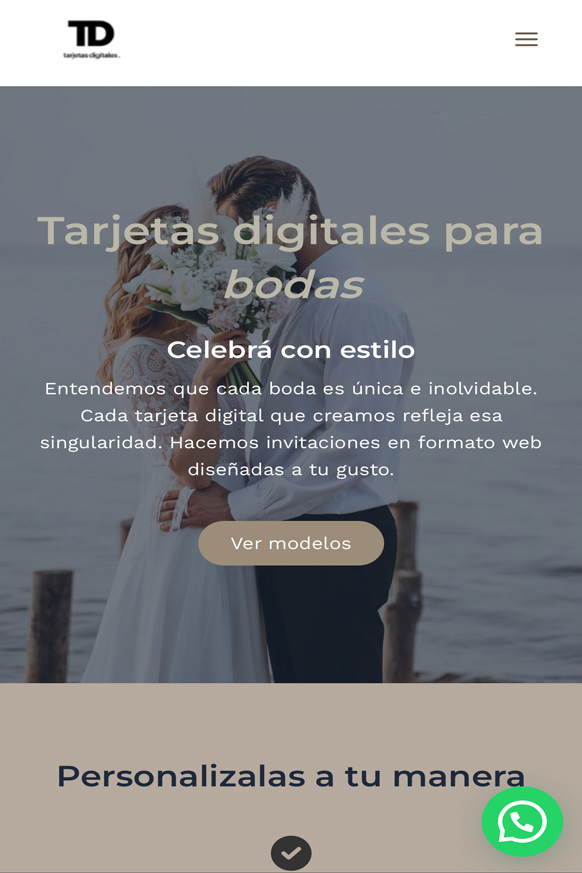 TD
tarjetas digitales.
Tarjetas digitales para
bodas
Celebrá con estilo
Entendemos que cada boda es única e inolvidable.
Cada tarjeta digital que creamos refleja esa
singularidad. Hacemos invitaciones en formato web
diseñadas a tu gusto.
Ver modelos
Personalizalas a tu manera